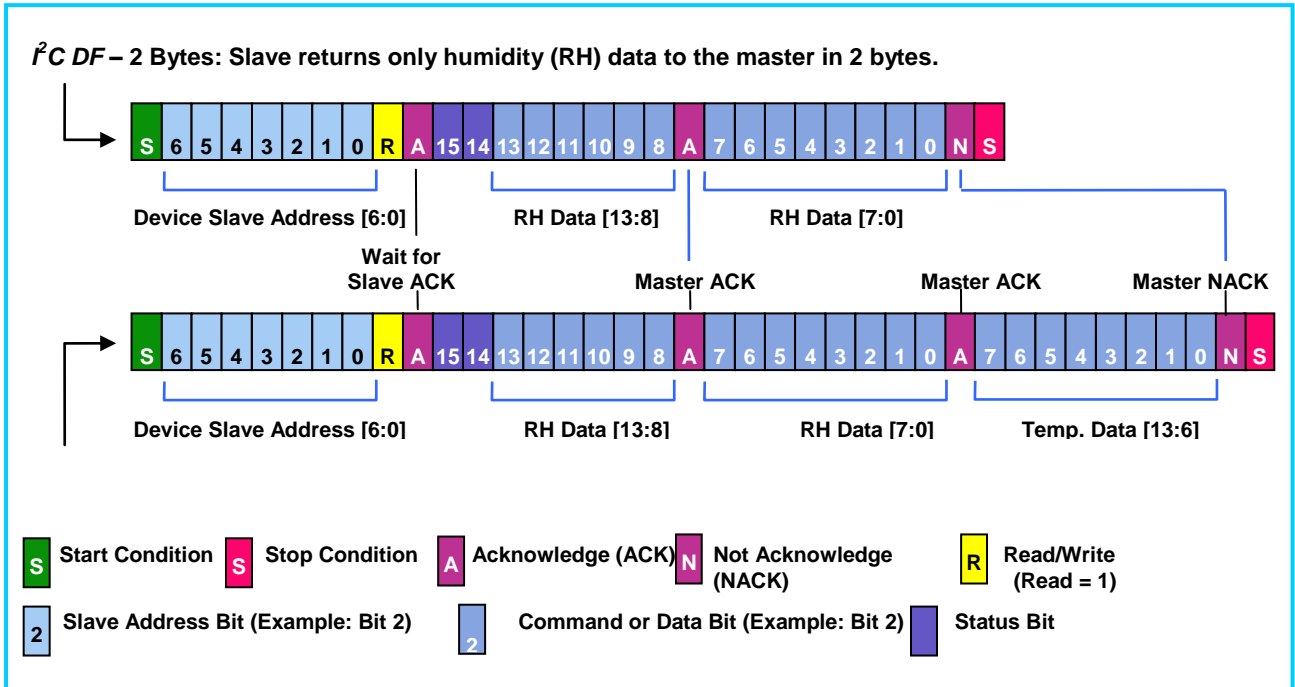 I²C DF – 2 Bytes: Slave returns only humidity (RH) data to the master in 2 bytes.
S 6 5 4 3 2 1 0 R A 15 14 13 12 11 10 9 8 A 7 6 5 4 3 2 1 0 N S
Device Slave Address [6:0] RH Data [13:8] RH Data [7:0]
Wait for
Slave ACK Master ACK Master ACK Master NACK
S 6 5 4 3 2 1 0 R A 15 14 13 12 11 10 9 8 A 7 6 5 4 3 2 1 0 A 7 6 5 4 3 2 1 0 N S
Device Slave Address [6:0] RH Data [13:8] RH Data [7:0] Temp. Data [13:6]
S Start Condition S Stop Condition A Acknowledge (ACK) N Not Acknowledge
(NACK)
R Read/Write
(Read = 1)
2 Slave Address Bit (Example: Bit 2) 2 Command or Data Bit (Example: Bit 2) Status Bit